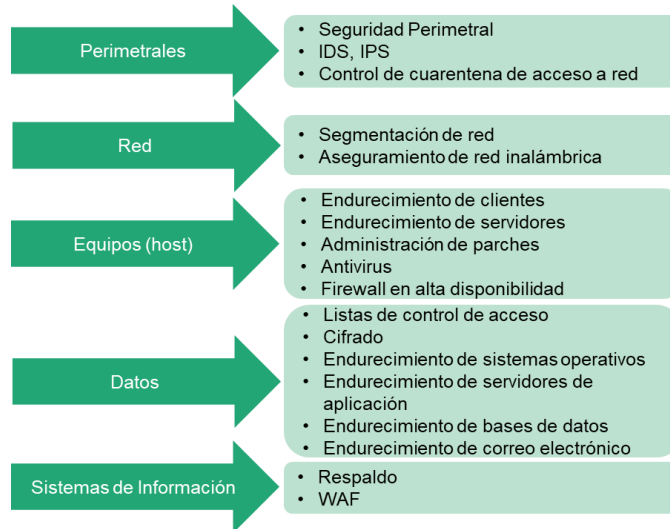 Perimetrales
• Seguridad Perimetral
• IDS, IPS
• Control de cuarentena de acceso a red
Red
• Segmentación de red
• Aseguramiento de red inalámbrica
Equipos (host)
• Endurecimiento de clientes
• Endurecimiento de servidores
• Administración de parches
• Antivirus
• Firewall en alta disponibilidad
Datos
• Listas de control de acceso
• Cifrado
• Endurecimiento de sistemas operativos
• Endurecimiento de servidores de
aplicación
• Endurecimiento de bases de datos
• Endurecimiento de correo electrónico
Sistemas de Información
• Respaldo
• WAF